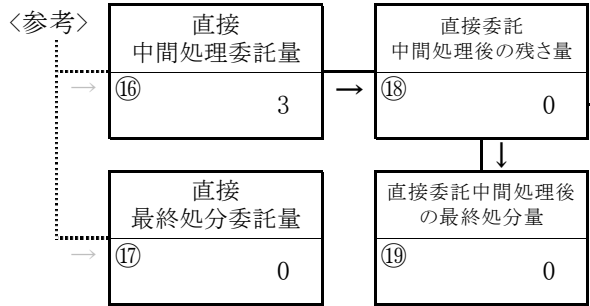 〈参考〉
直接
中間処理委託量
⑯
3
→
→
直接委託
中間処理後の残さ量
⑱
0
↓
直接
最終処分委託量
⑰
0
→
直接委託中間処理後
の最終処分量
⑲
0